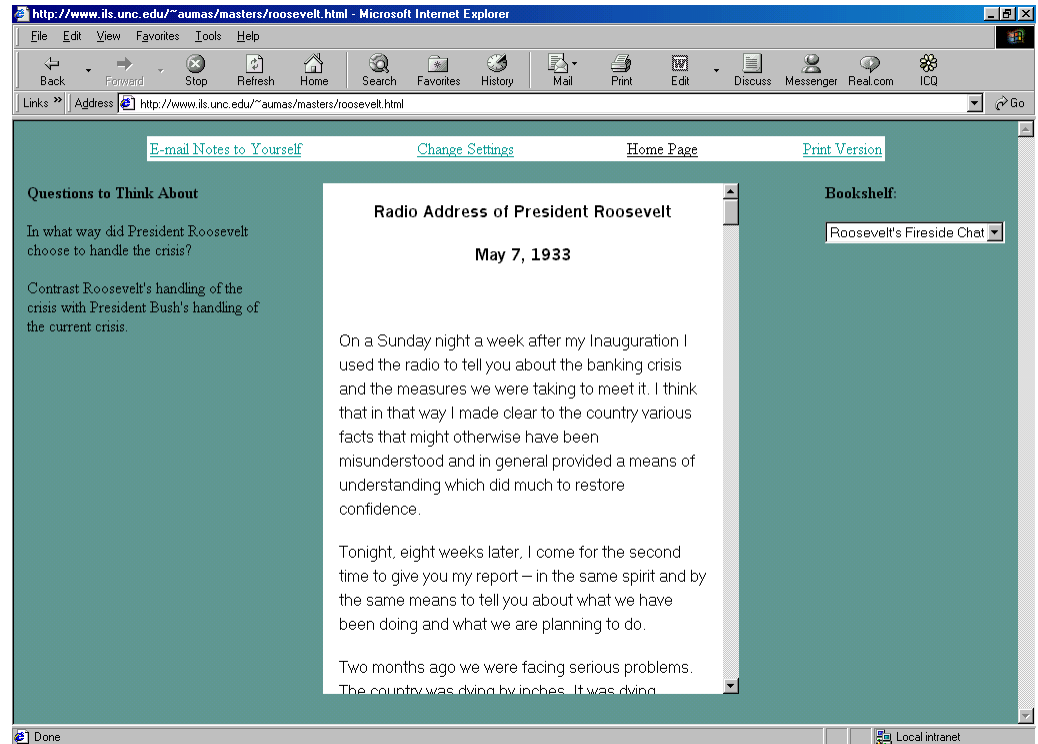 http://www.ils.unc.edu/~aumas/masters/roosevelt.html - Microsoft Internet Explorer
File Edit View Favorites Tools Help
Back Forward Stop Refresh Home Search Favorites History Mail Print Edit Discuss Messenger Real.com ICQ
Links » Address http://www.ils.unc.edu/~aumas/masters/roosevelt.html Go
E-mail Notes to Yourself Change Settings Home Page Print Version
Questions to Think About
In what way did President Roosevelt
choose to handle the crisis?
Contrast Roosevelt's handling of the
crisis with President Bush's handling of
the current crisis.
Radio Address of President Roosevelt
May 7, 1933
On a Sunday night a week after my Inauguration I
used the radio to tell you about the banking crisis
and the measures we were taking to meet it. I think
that in that way I made clear to the country various
facts that might otherwise have been
misunderstood and in general provided a means of
understanding which did much to restore
confidence.
Tonight, eight weeks later, I come for the second
time to give you my report — in the same spirit and by
the same means to tell you about what we have
been doing and what we are planning to do.
Two months ago we were facing serious problems.
The country was dying by inches. It was dying
Bookshelf:
Roosevelt's Fireside Chat
Done
Local intranet